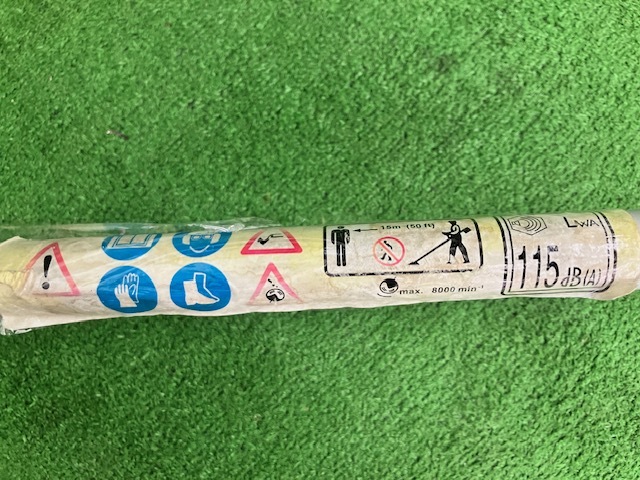 15m (50 ft)
max. 8000 min⁻¹
LWA
115 dB(A)